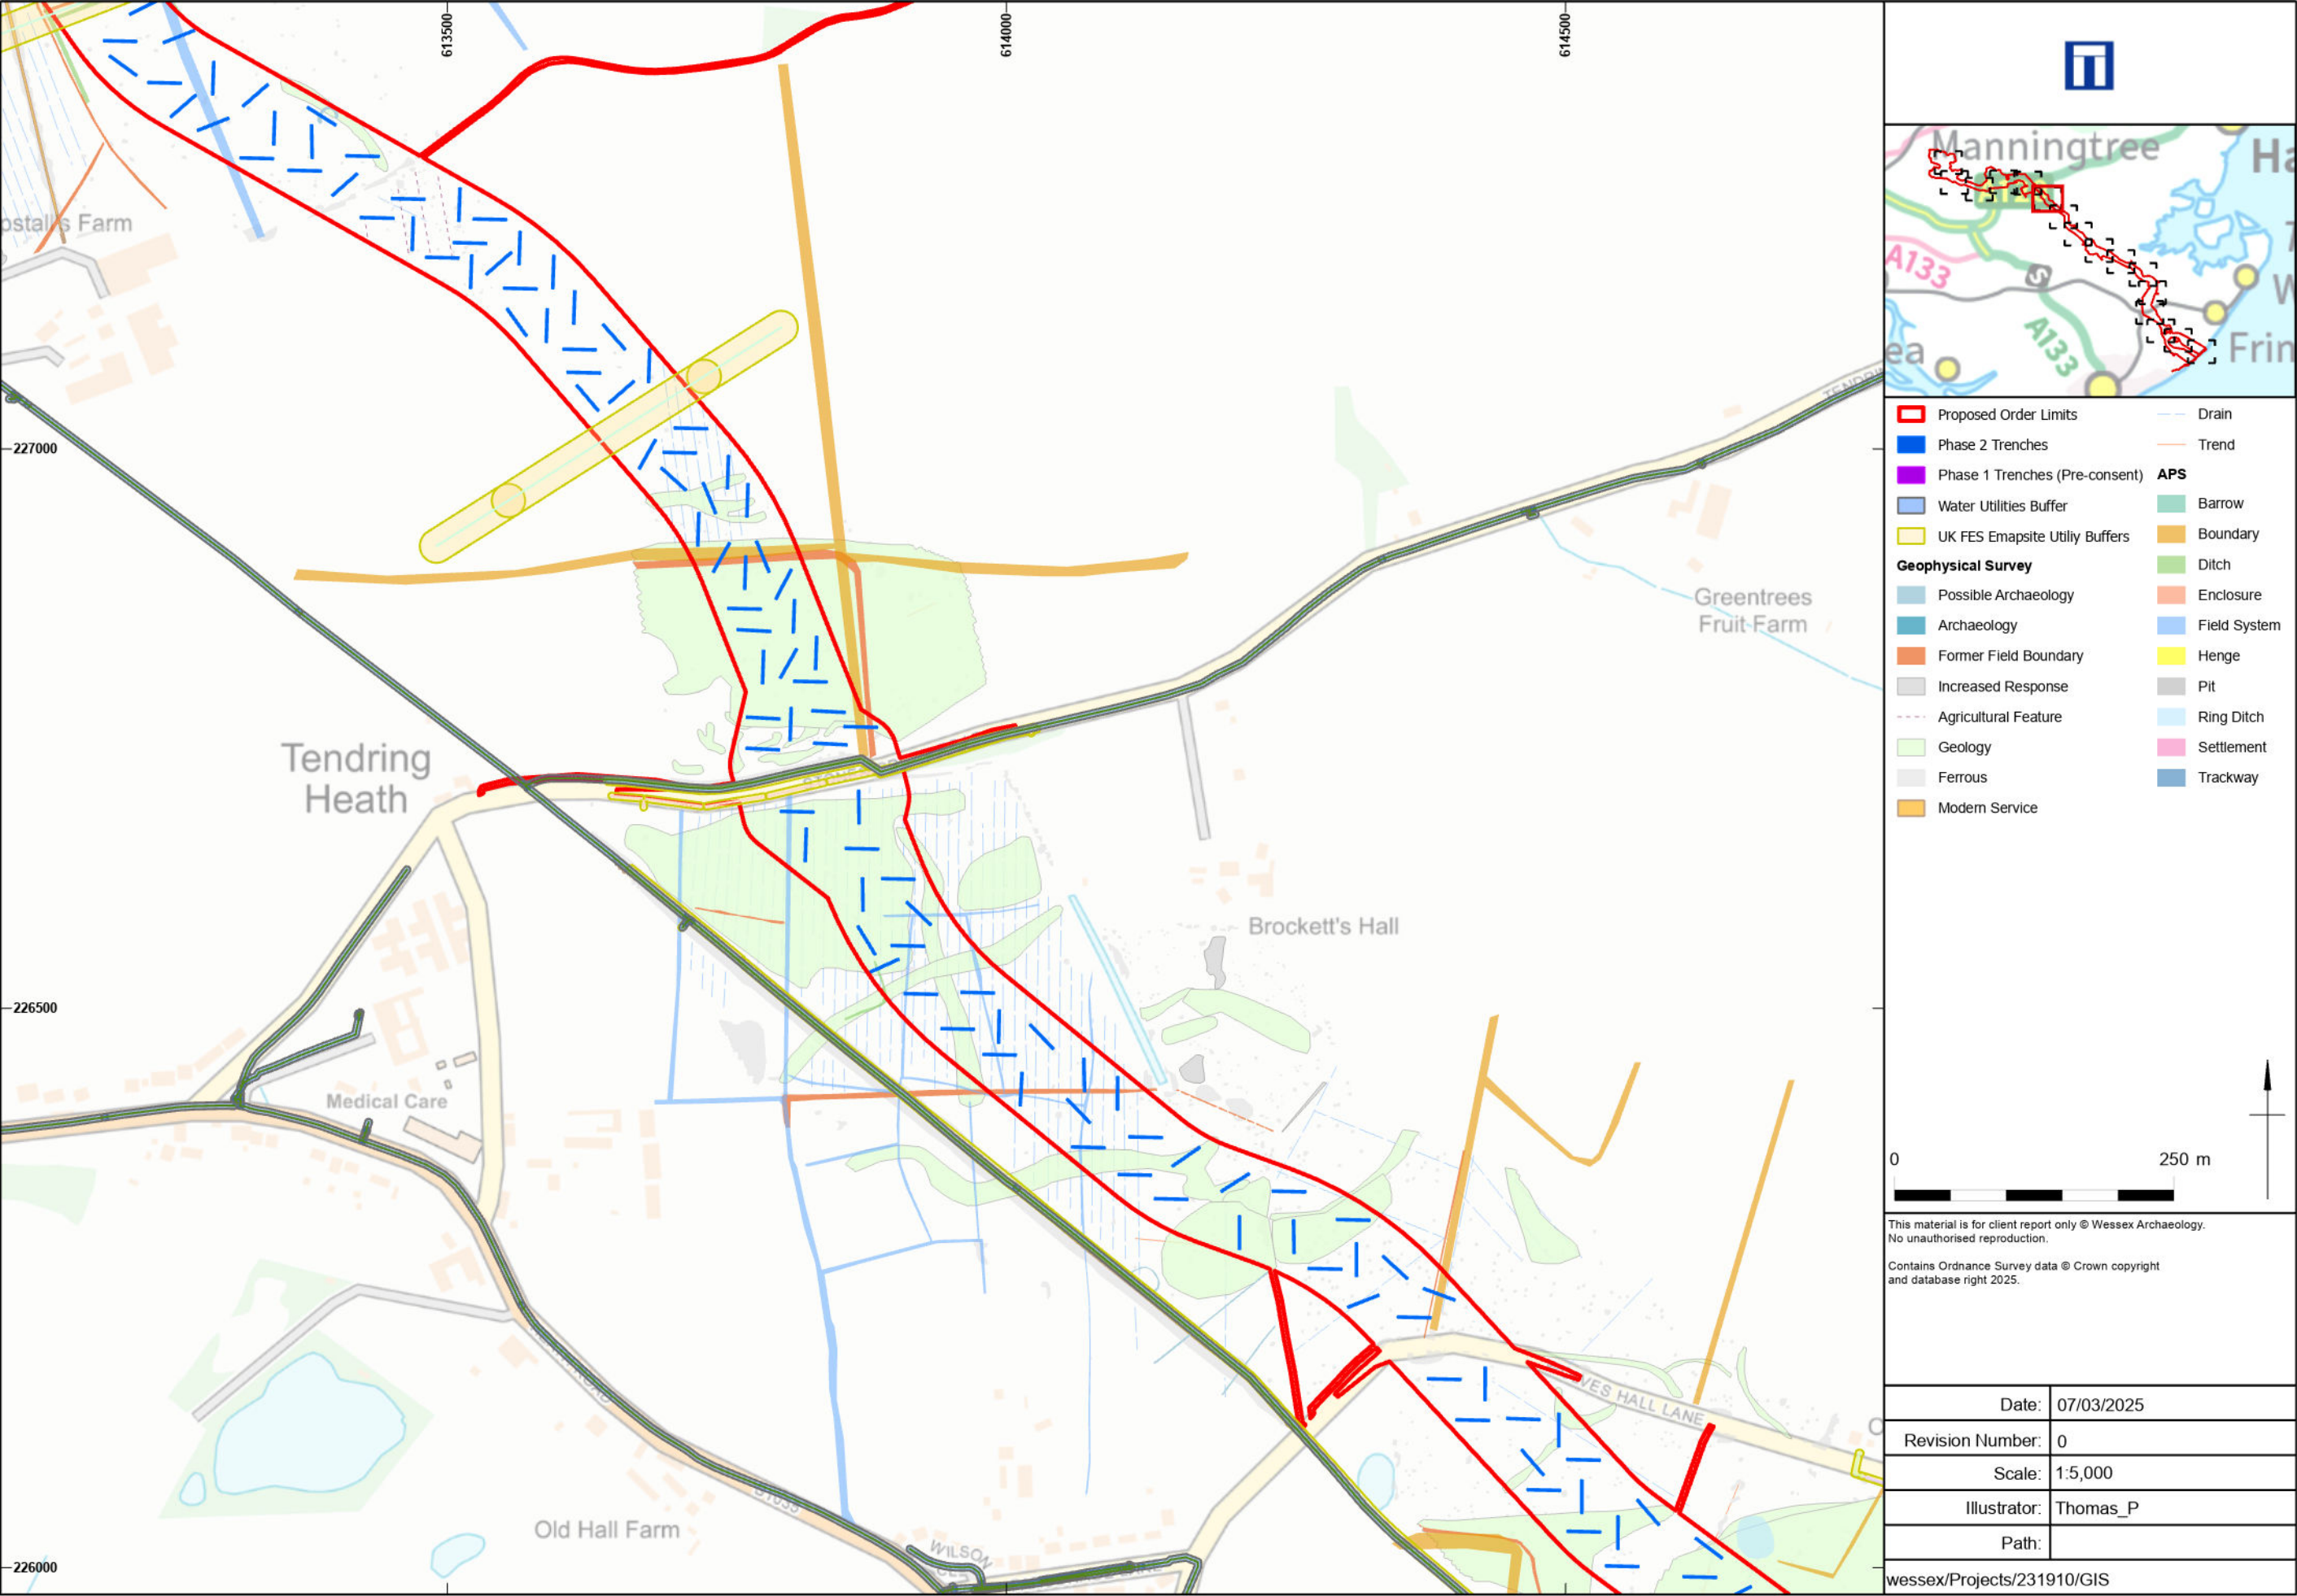 613500
614000
614500
227000
226500
226000
Farm
Tendring
Heath
Greentrees
Fruit Farm
Brockett's Hall
Medical Care
Old Hall Farm
WILSON
VES HALL LANE
B1035
Manningtree
A133
S
A133
Frin
ea
Ha
W
Proposed Order Limits
Phase 2 Trenches
Phase 1 Trenches (Pre-consent)
Water Utilities Buffer
UK FES Emapsite Utiliy Buffers
Geophysical Survey
Possible Archaeology
Archaeology
Former Field Boundary
Increased Response
Agricultural Feature
Geology
Ferrous
Modern Service
Drain
Trend
APS
Barrow
Boundary
Ditch
Enclosure
Field System
Henge
Pit
Ring Ditch
Settlement
Trackway
0 250 m
This material is for client report only © Wessex Archaeology.
No unauthorised reproduction.
Contains Ordnance Survey data © Crown copyright
and database right 2025.
Date: 07/03/2025
Revision Number: 0
Scale: 1:5,000
Illustrator: Thomas_P
Path:
wessex/Projects/231910/GIS